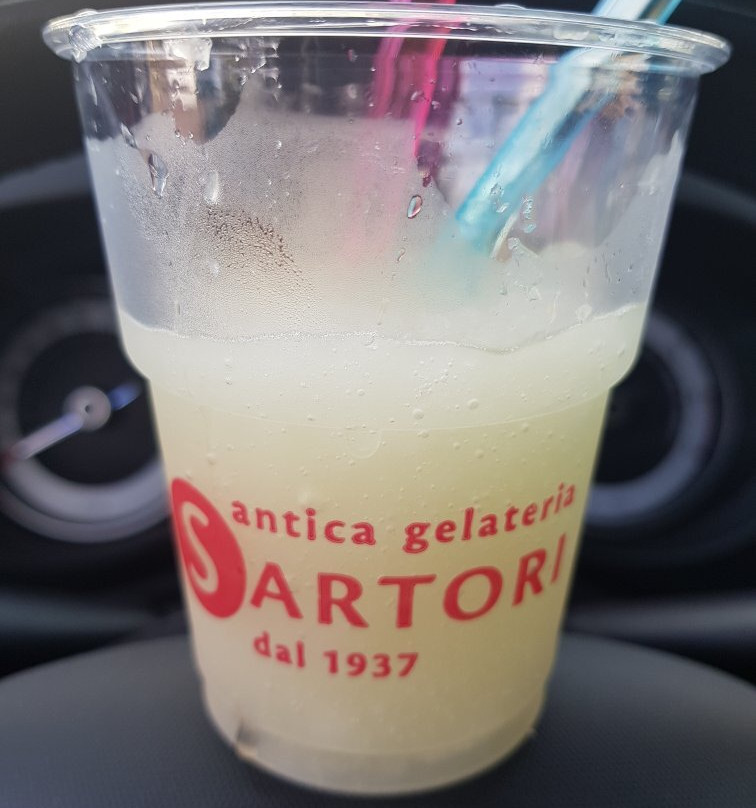 antica gelateria
SARTORI
dal 1937